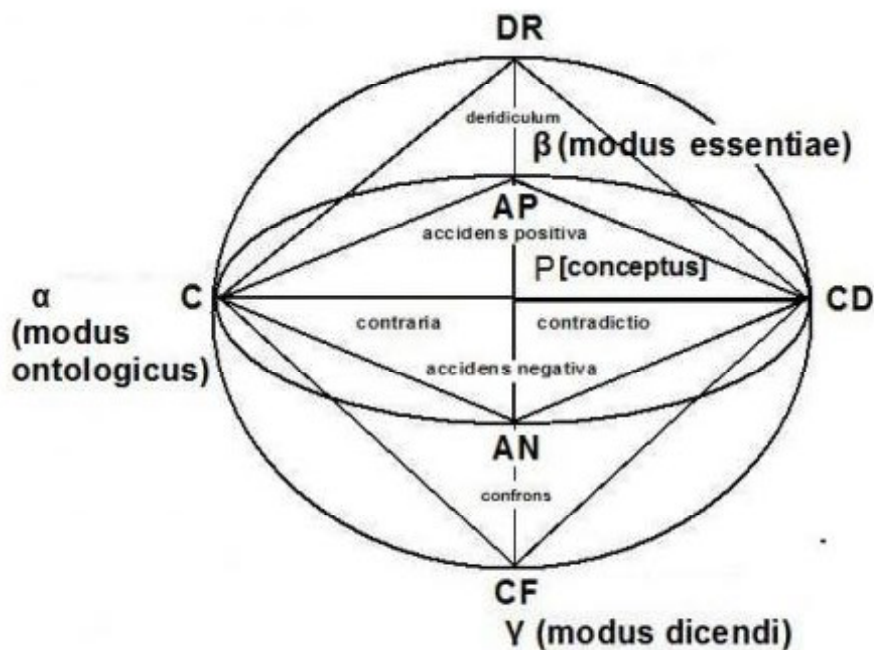 DR
deridiculum
β (modus essentiae)
AP
accidens positiva
P [conceptus]
α
(modus
ontologicus)
C
CD
contraria
contradictio
accidens negativa
AN
confrons
CF
γ (modus dicendi)